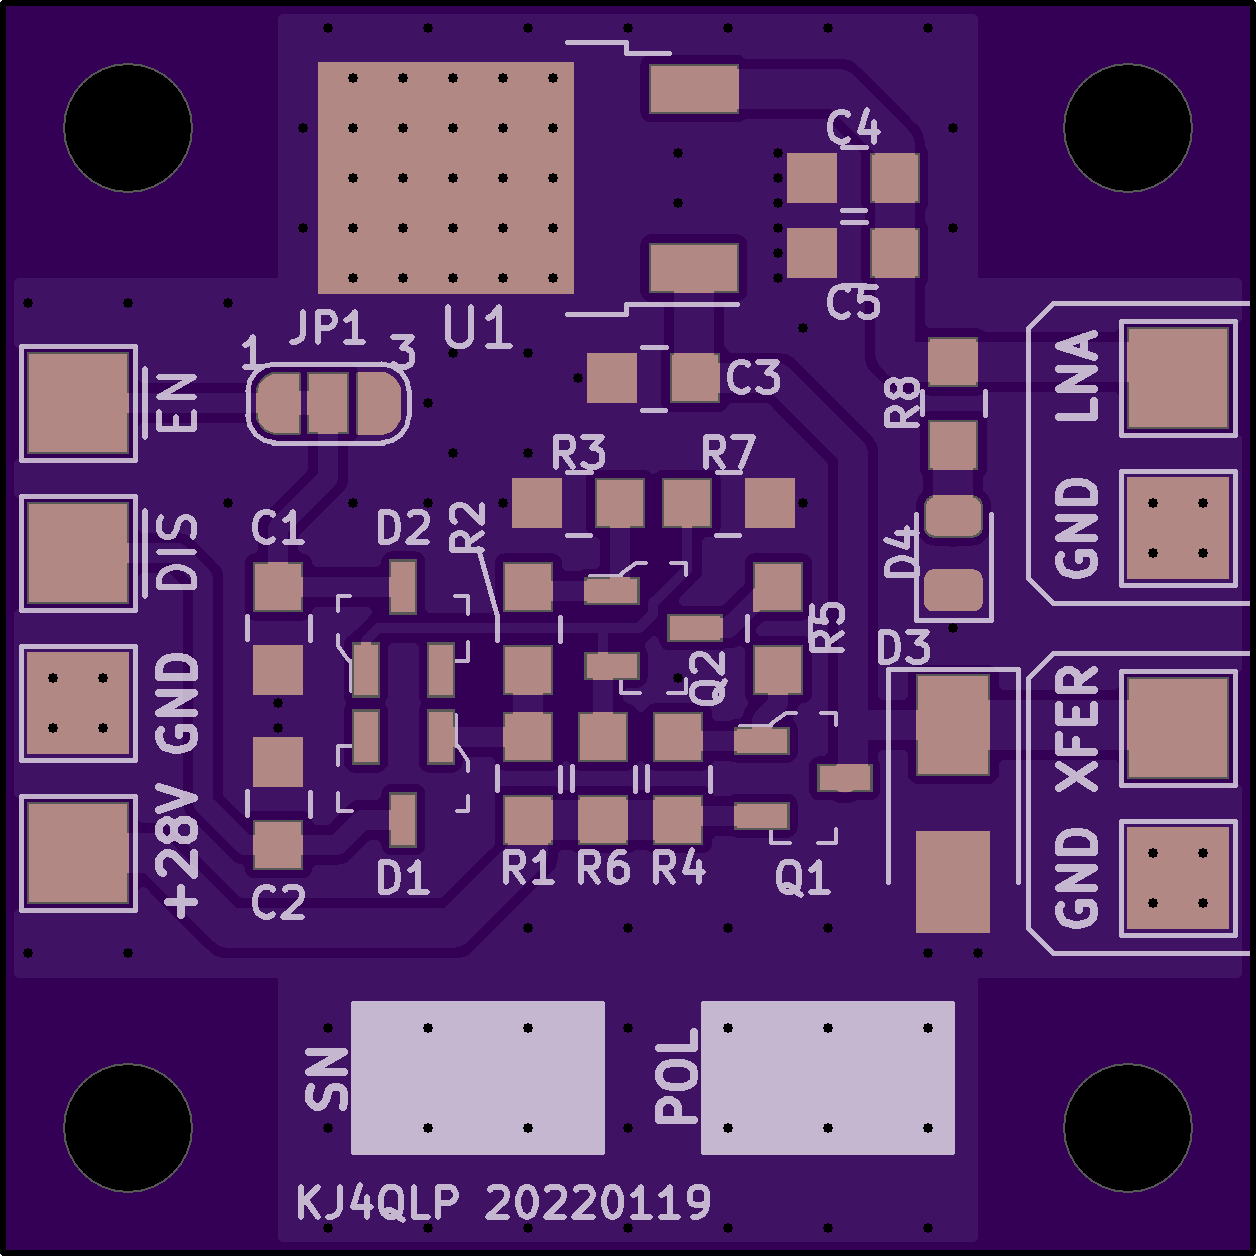 C4
C5
U1
JP1
1
3
C3
EN
LNA
R8
R3
R7
GND
DIS
C1
D2
R2
D4
R5
D3
Q2
GND
XFER
+28V
C2
D1
R1
R6
R4
Q1
GND
SN
POL
KJ4QLP 20220119